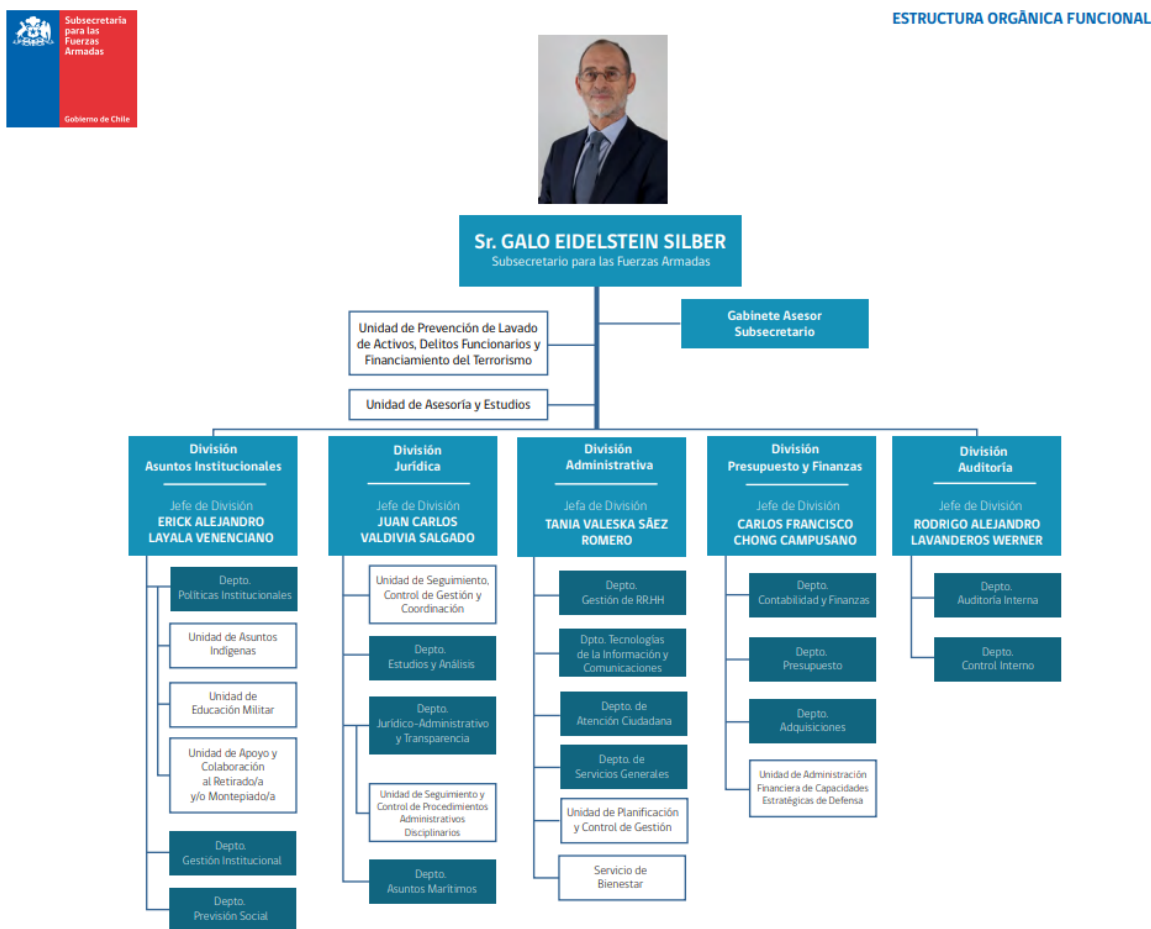 Subsecretaría
para las
Fuerzas
Armadas
Gobierno de Chile
ESTRUCTURA ORGÂNICA FUNCIONAL
Sr. GALO EIDELSTEIN SILBER
Subsecretario para las Fuerzas Armadas
Gabinete Asesor
Subsecretario
Unidad de Prevención de Lavado
de Activos, Delitos Funcionarios y
Financiamiento del Terrorismo
Unidad de Asesoría y Estudios
División
Asuntos Institucionales
Jefe de División
ERICK ALEJANDRO
LAYALA VENENCIANO
Depto.
Políticas Institucionales
Unidad de Asuntos
Indígenas
Unidad de
Educación Militar
Unidad de Apoyo y
Colaboración
al Retirado/a
y/o Montepiado/a
Depto.
Gestión Institucional
Depto.
Previsión Social
División
Jurídica
Jefe de División
JUAN CARLOS
VALDIVIA SALGADO
Unidad de Seguimiento,
Control de Gestión y
Coordinación
Depto.
Estudios y Análisis
Depto.
Jurídico-Administrativo
y Transparencia
Unidad de Seguimiento y
Control de Procedimientos
Administrativos
Disciplinarios
Depto.
Asuntos Marítimos
División
Administrativa
Jefa de División
TANIA VALESKA SÁEZ
ROMERO
Depto.
Gestión de RR.HH
Dpto. Tecnologías
de la Información y
Comunicaciones
Depto. de
Atención Ciudadana
Depto. de
Servicios Generales
Unidad de Planificación
y Control de Gestión
Servicio de
Bienestar
División
Presupuesto y Finanzas
Jefe de División
CARLOS FRANCISCO
CHONG CAMPUSANO
Depto.
Contabilidad y Finanzas
Depto.
Presupuesto
Depto.
Adquisiciones
Unidad de Administración
Financiera de Capacidades
Estratégicas de Defensa
División
Auditoría
Jefe de División
RODRIGO ALEJANDRO
LAVANDEROS WERNER
Depto.
Auditoría Interna
Depto.
Control Interno